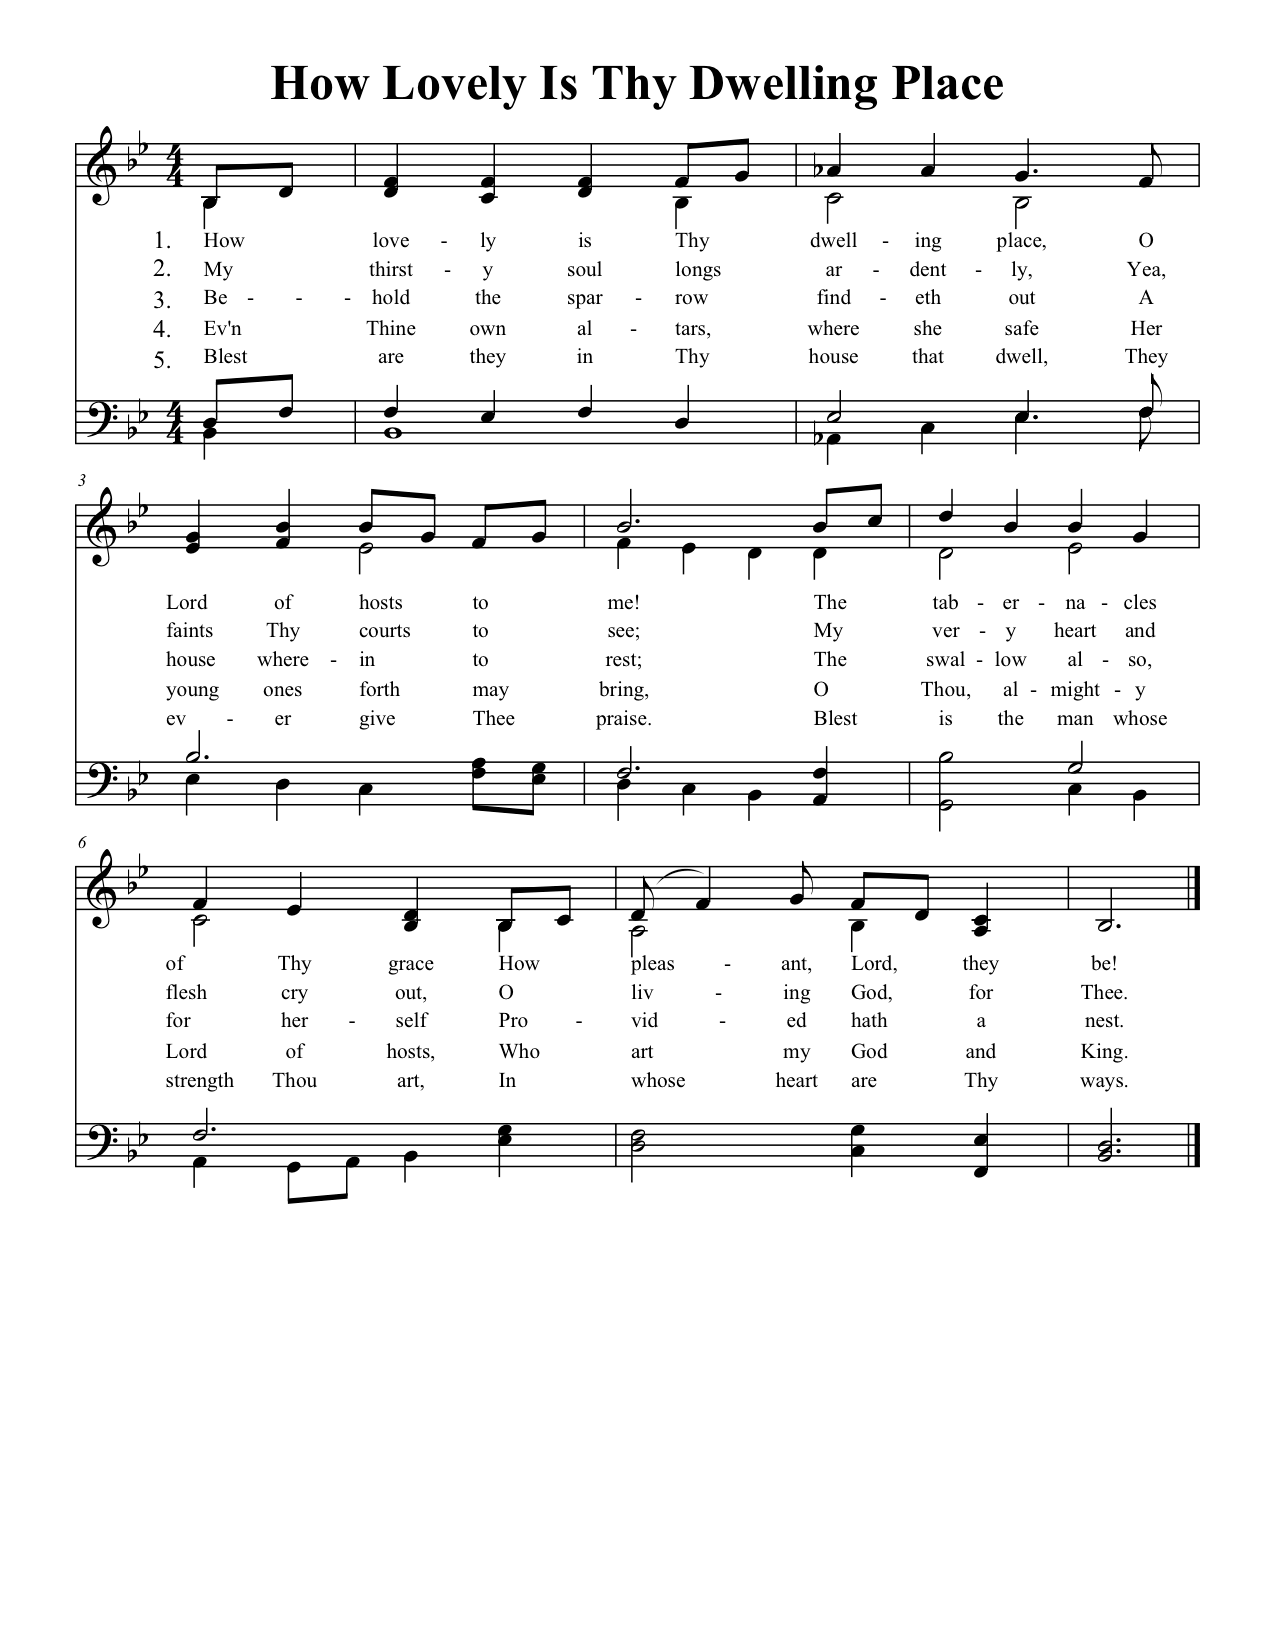 How Lovely Is Thy Dwelling Place
4 4
1. How love - ly is Thy dwell - ing place, O
2. My thirst - y soul longs ar - dent - ly, Yea,
3. Be - - - hold the spar - row find - eth out A
4. Ev'n Thine own al - tars, where she safe Her
5. Blest are they in Thy house that dwell, They
4 4
3
Lord of hosts to me! The tab - er - na - cles
faints Thy courts to see; My ver - y heart and
house where - in to rest; The swal - low al - so,
young ones forth may bring, O Thou, al - might - y
ev - er give Thee praise. Blest is the man whose
6
of Thy grace How pleas - ant, Lord, they be!
flesh cry out, O liv - ing God, for Thee.
for her - self Pro - vid - ed hath a nest.
Lord of hosts, Who art my God and King.
strength Thou art, In whose heart are Thy ways.